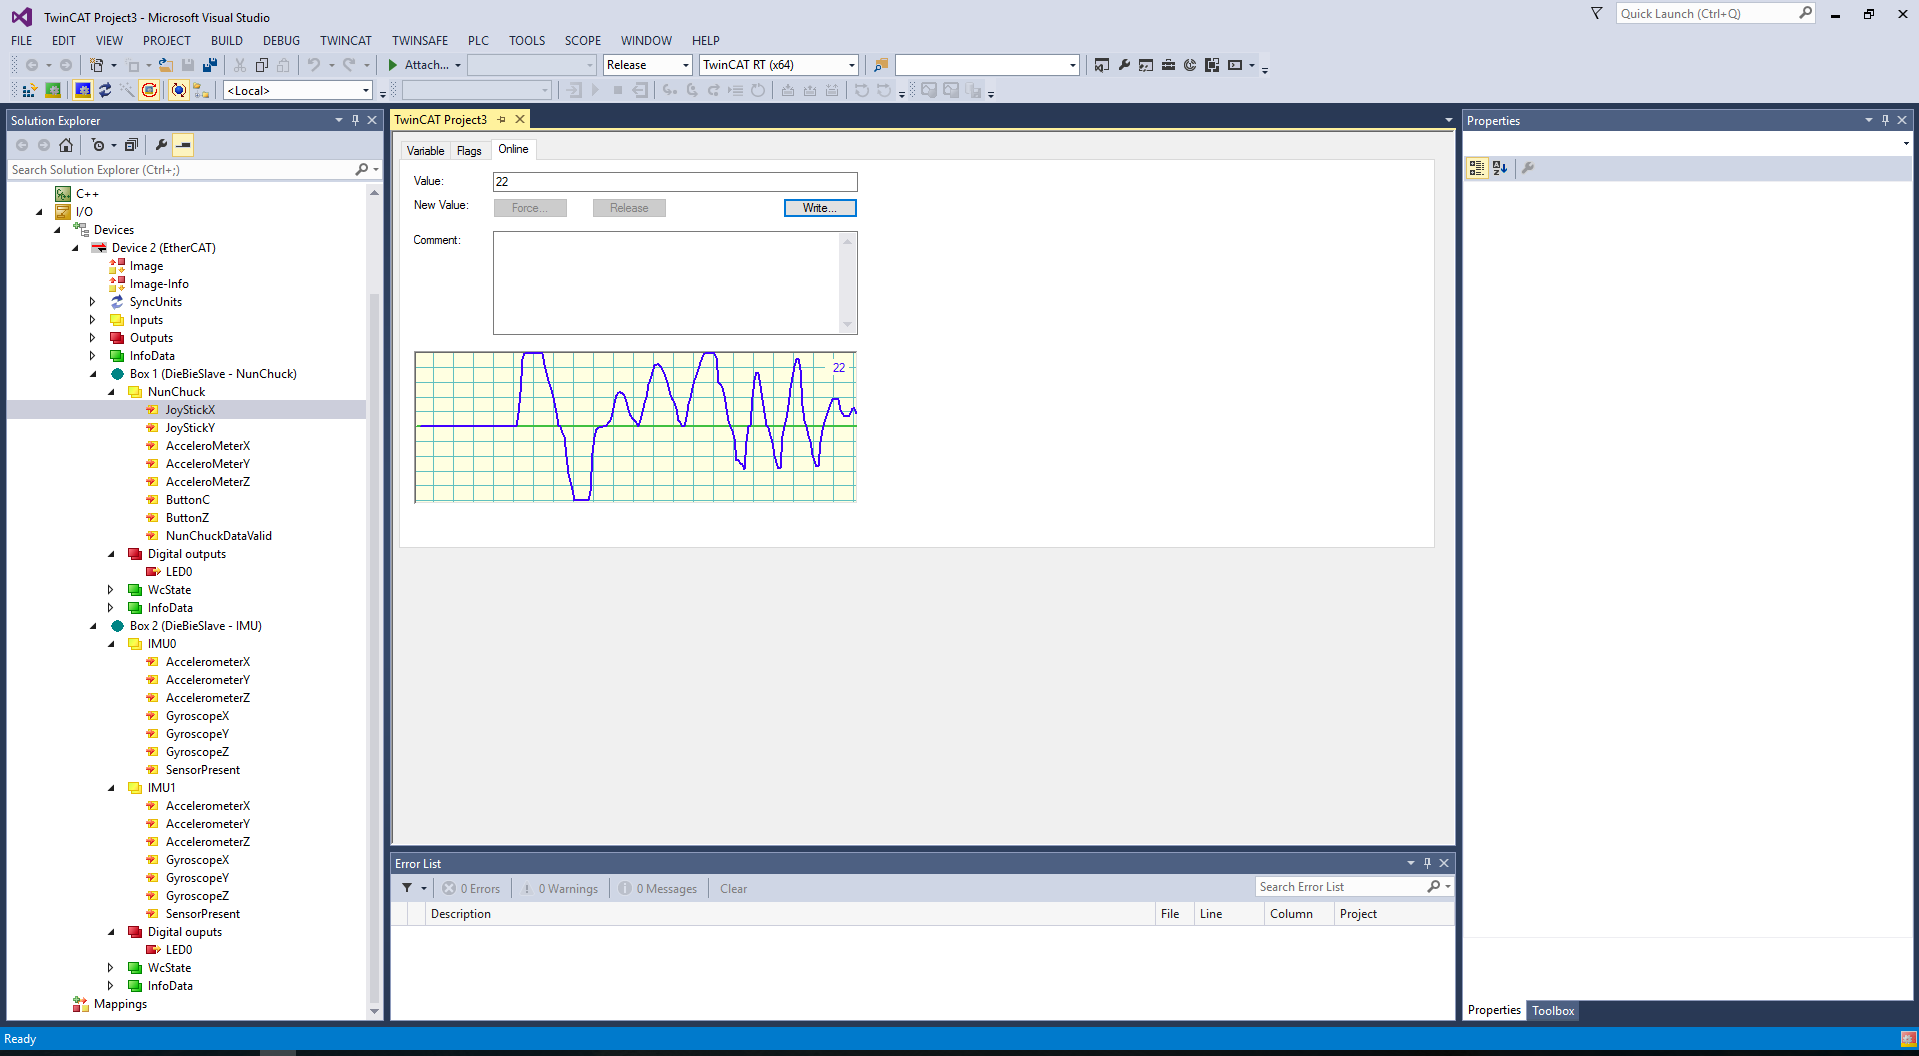 TwinCAT Project3 - Microsoft Visual Studio
Quick Launch (Ctrl+Q)
FILE EDIT VIEW PROJECT BUILD DEBUG TWINCAT TWINSAFE PLC TOOLS SCOPE WINDOW HELP
Attach... Release TwinCAT RT (x64)
<Local>
Solution Explorer
Search Solution Explorer (Ctrl+;)
C++
I/O
Devices
Device 2 (EtherCAT)
Image
Image-Info
SyncUnits
Inputs
Outputs
InfoData
Box 1 (DieBieSlave - NunChuck)
NunChuck
JoyStickX
JoyStickY
AcceleroMeterX
AcceleroMeterY
AcceleroMeterZ
ButtonC
ButtonZ
NunChuckDataValid
Digital outputs
LED0
WcState
InfoData
Box 2 (DieBieSlave - IMU)
IMU0
AccelerometerX
AccelerometerY
AccelerometerZ
GyroscopeX
GyroscopeY
GyroscopeZ
SensorPresent
IMU1
AccelerometerX
AccelerometerY
AccelerometerZ
GyroscopeX
GyroscopeY
GyroscopeZ
SensorPresent
Digital ouputs
LED0
WcState
InfoData
Mappings
TwinCAT Project3
Variable Flags Online
Value: 22
New Value: Force... Release Write...
Comment:
22
Error List
0 Errors 0 Warnings 0 Messages Clear
Search Error List
Description File Line Column Project
Properties
Properties Toolbox
Ready